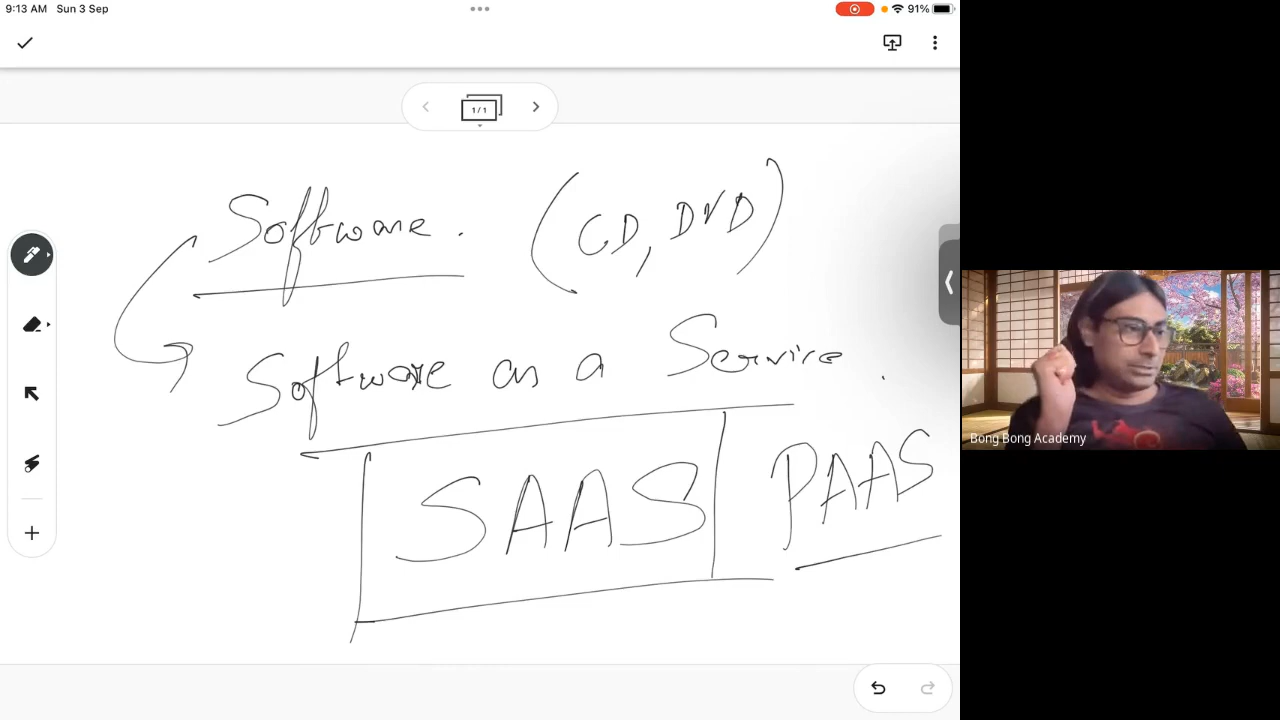 9:13 AM Sun 3 Sep
91%
1/1
Software. (CD, DVD)
Software as a Service.
SAAS PAAS
Bong Bong Academy